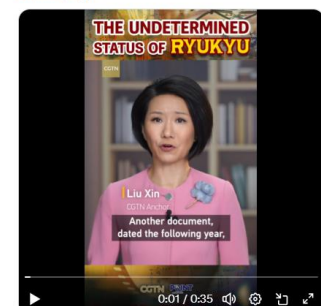 THE UNDETERMINED
STATUS OF RYUKYU
CGTN
Liu Xin
CGTN Anchor
Another document,
dated the following year,
CGTN
0:01 / 0:35